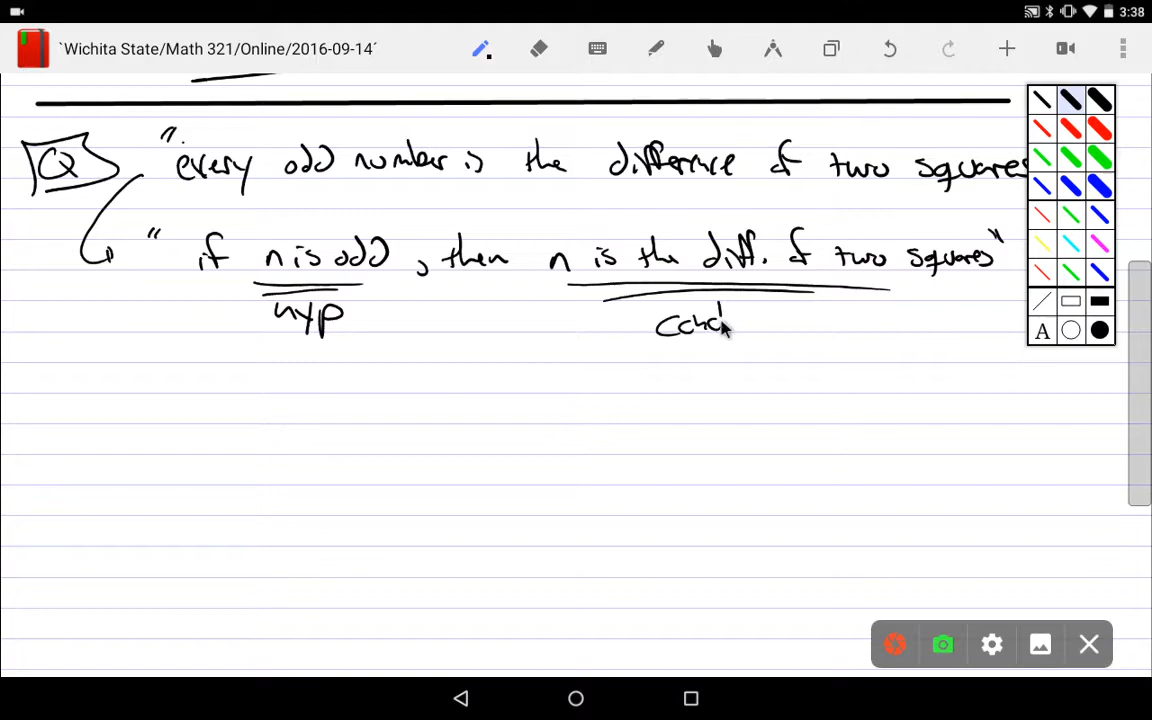 3:38
`Wichita State/Math 321/Online/2016-09-14´
Q "every odd number is the difference of two squares
" if n is odd, then n is the diff. of two squares"
hyp concl
A